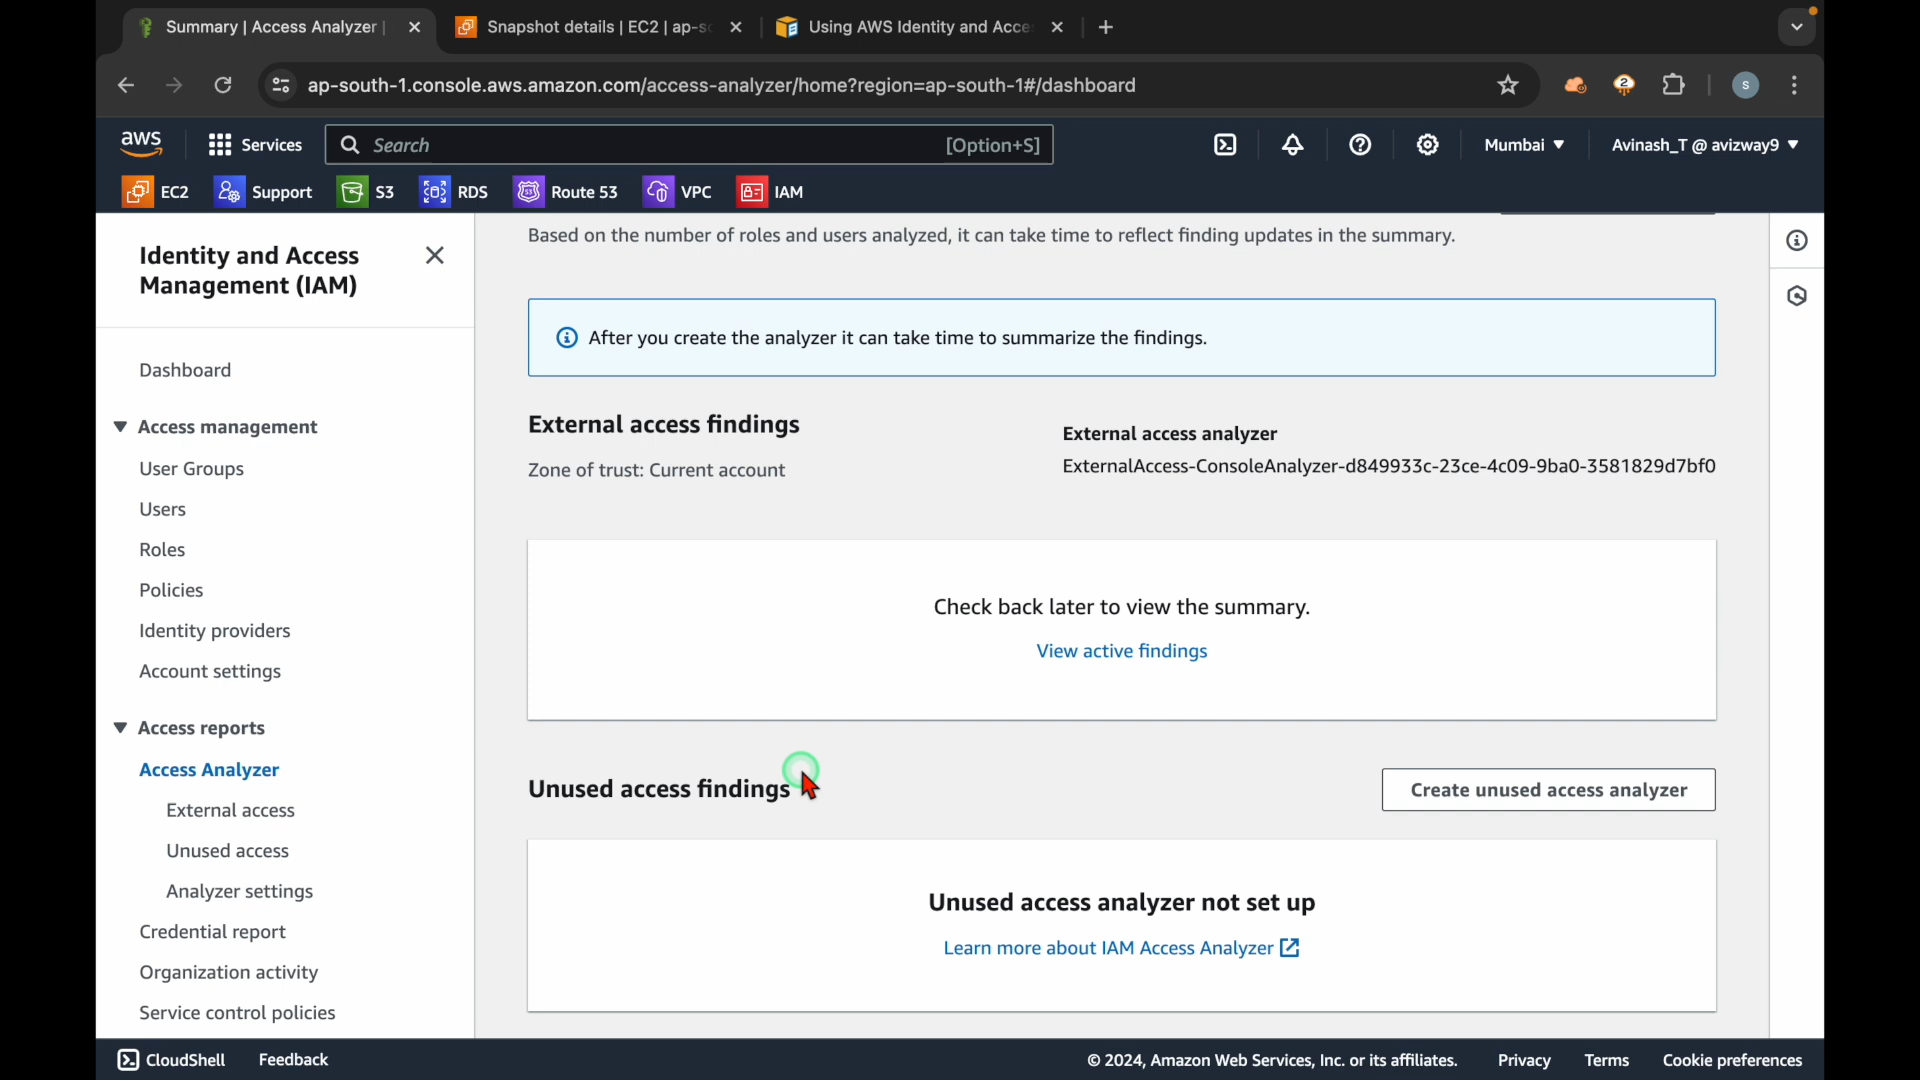 Summary | Access Analyzer |
Snapshot details | EC2 | ap-s
Using AWS Identity and Acce
ap-south-1.console.aws.amazon.com/access-analyzer/home?region=ap-south-1#/dashboard
2
S
aws
Services
Search
[Option+S]
Mumbai
Avinash_T @ avizway9
EC2
Support
S3
RDS
Route 53
VPC
IAM
Identity and Access
Management (IAM)
Dashboard
Access management
User Groups
Users
Roles
Policies
Identity providers
Account settings
Access reports
Access Analyzer
External access
Unused access
Analyzer settings
Credential report
Organization activity
Service control policies
Based on the number of roles and users analyzed, it can take time to reflect finding updates in the summary.
After you create the analyzer it can take time to summarize the findings.
External access findings
Zone of trust: Current account
External access analyzer
ExternalAccess-ConsoleAnalyzer-d849933c-23ce-4c09-9ba0-3581829d7bf0
Check back later to view the summary.
View active findings
Unused access findings
Create unused access analyzer
Unused access analyzer not set up
Learn more about IAM Access Analyzer
CloudShell
Feedback
© 2024, Amazon Web Services, Inc. or its affiliates.
Privacy
Terms
Cookie preferences